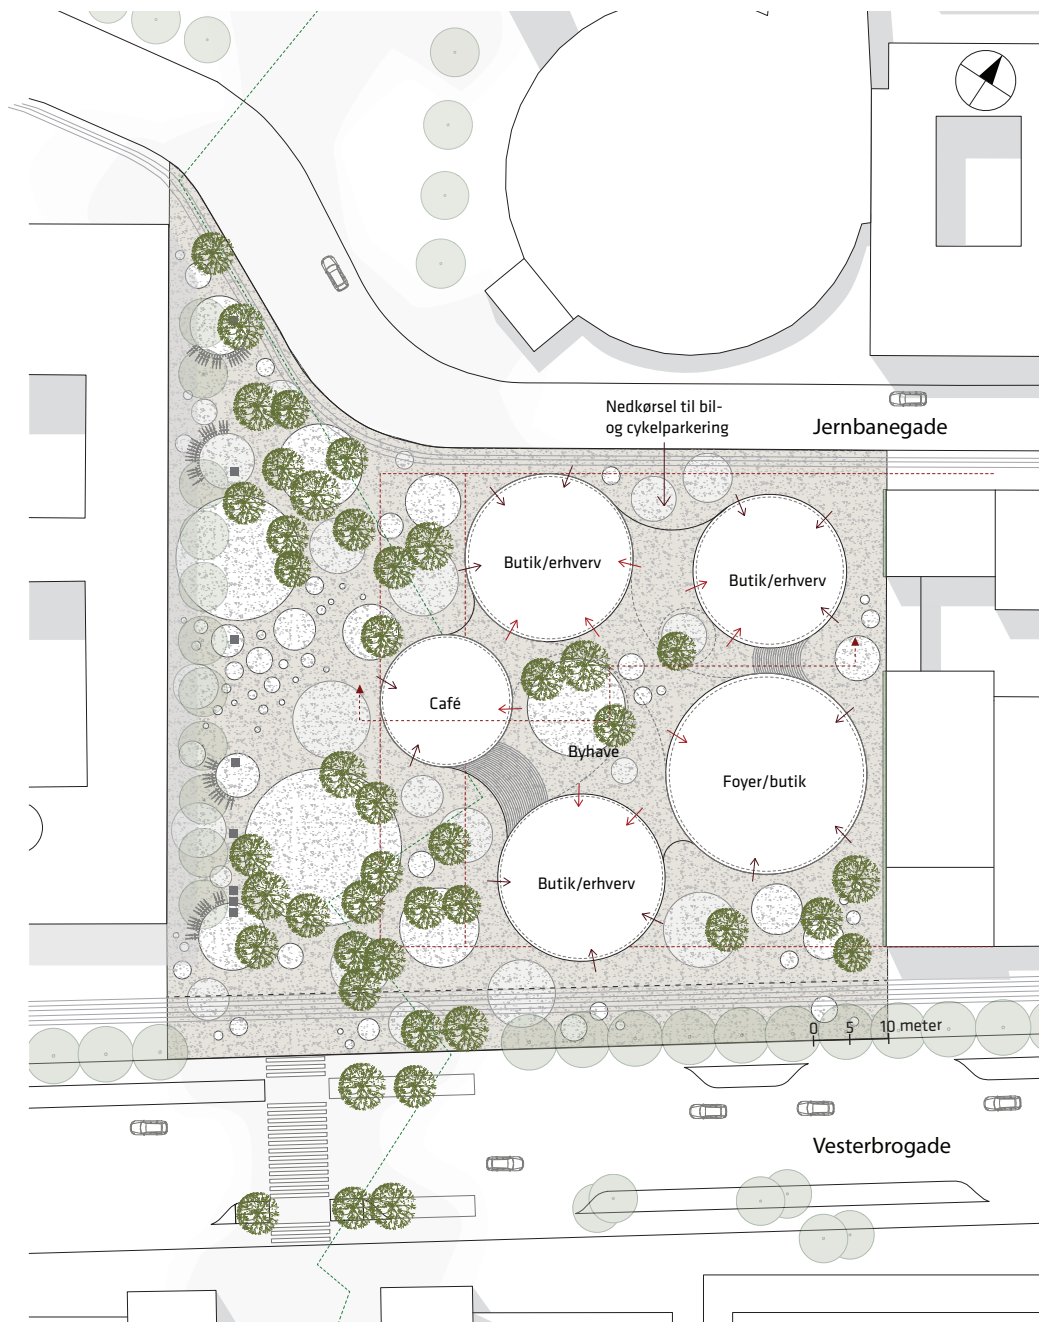 Nedkørsel til bil-
og cykelparkering
Jernbanegade
Butik/erhverv
Butik/erhverv
Café
Byhave
Foyer/butik
Butik/erhverv
0 5 10 meter
Vesterbrogade